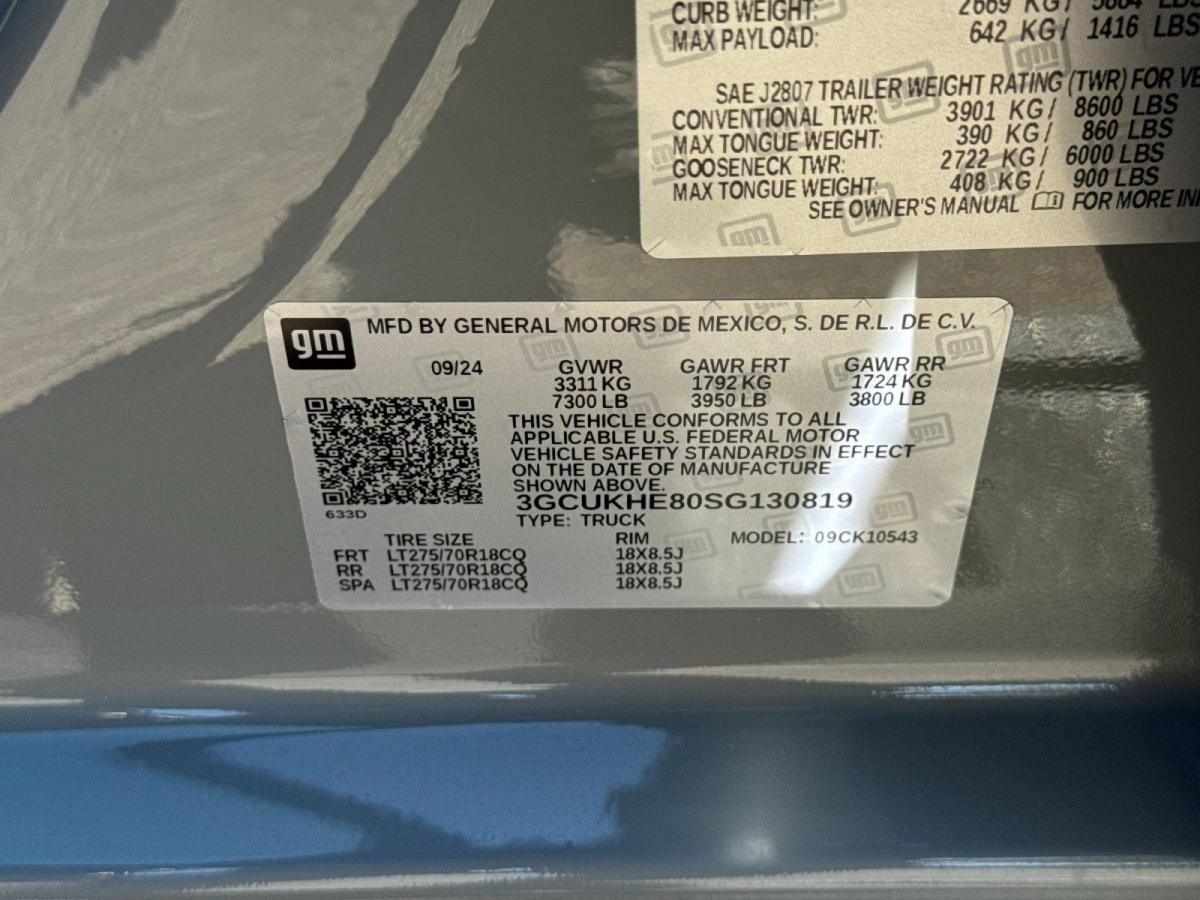 CURB WEIGHT: 2669 KG/ 5884 LBS
MAX PAYLOAD: 642 KG/ 1416 LBS
SAE J2807 TRAILER WEIGHT RATING (TWR) FOR
CONVENTIONAL TWR: 3901 KG/ 8600 LBS
MAX TONGUE WEIGHT: 390 KG/ 860 LBS
GOOSENECK TWR: 2722 KG/ 6000 LBS
MAX TONGUE WEIGHT: 408 KG/ 900 LBS
SEE OWNER'S MANUAL FOR MORE
gm MFD BY GENERAL MOTORS DE MEXICO, S. DE R.L. DE C.V.
09/24 GVWR GAWR FRT GAWR RR
3311 KG 1792 KG 1724 KG
7300 LB 3950 LB 3800 LB
THIS VEHICLE CONFORMS TO ALL
APPLICABLE U.S. FEDERAL MOTOR
VEHICLE SAFETY STANDARDS IN EFFECT
ON THE DATE OF MANUFACTURE
SHOWN ABOVE.
3GCUKHE80SG130819
633D
TYPE: TRUCK
TIRE SIZE RIM MODEL: 09CK10543
FRT LT275/70R18CQ 18X8.5J
RR LT275/70R18CQ 18X8.5J
SPA LT275/70R18CQ 18X8.5J